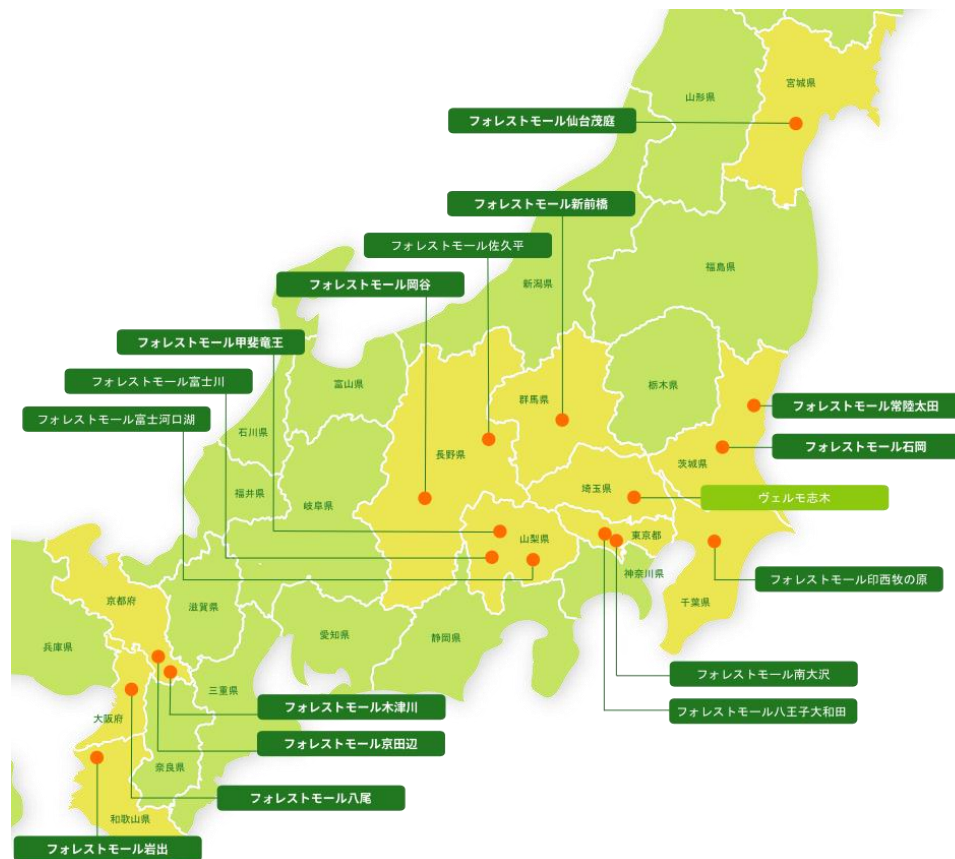 宮城県
山形県
フォレストモール仙台茂庭
フォレストモール新前橋
フォレストモール佐久平
福島県
フォレストモール岡谷
新潟県
フォレストモール甲斐竜王
フォレストモール富士川
富山県
栃木県
群馬県
フォレストモール常陸太田
フォレストモール富士河口湖
石川県
フォレストモール石岡
長野県
茨城県
福井県
岐阜県
埼玉県
ヴェルモ志木
山梨県
東京都
神奈川県
フォレストモール印西牧の原
京都府
滋賀県
千葉県
愛知県
静岡県
兵庫県
フォレストモール南大沢
三重県
フォレストモール木津川
フォレストモール八王子大和田
大阪府
フォレストモール京田辺
奈良県
フォレストモール八尾
和歌山県
フォレストモール岩出